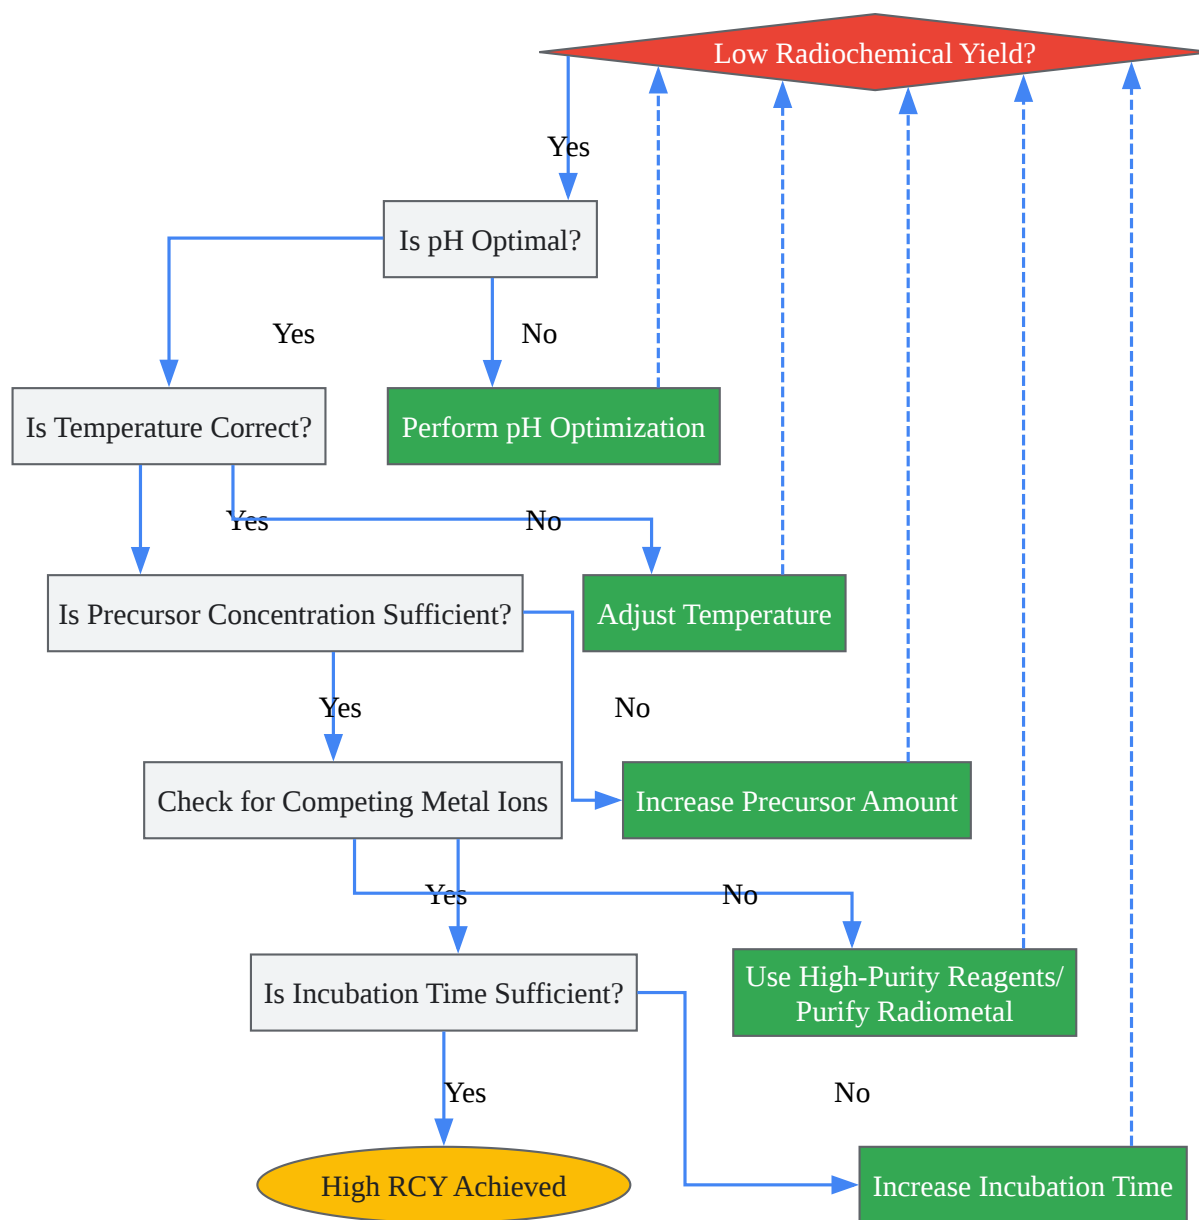 Low Radiochemical Yield?
Yes
Is pH Optimal?
Yes
No
Is Temperature Correct?
Perform pH Optimization
Yes
No
Is Precursor Concentration Sufficient?
Adjust Temperature
Yes
No
Check for Competing Metal Ions
Increase Precursor Amount
Yes
No
Is Incubation Time Sufficient?
Use High-Purity Reagents/
Purify Radiometal
Yes
No
High RCY Achieved
Increase Incubation Time